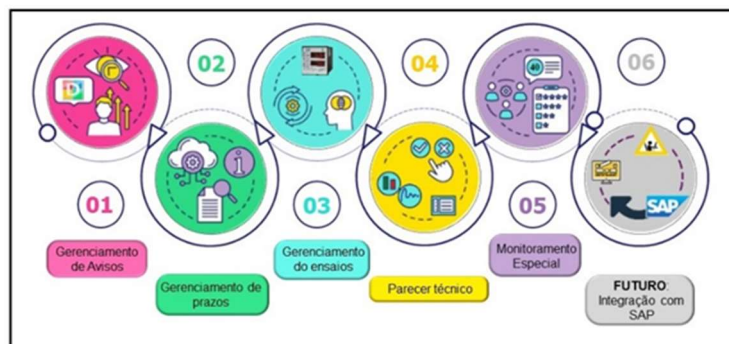 02
04
06
40
i
SAP
01
03
05
Gerenciamento
de Avisos
Gerenciamento de
prazos
Gerenciamento
do ensaios
Parecer técnico
Monitoramento
Especial
FUTURO:
Integração com
SAP